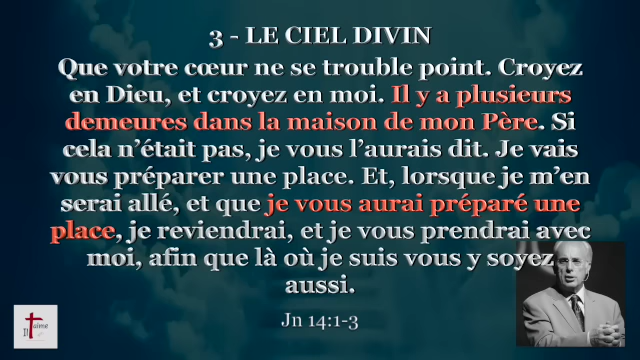 3 - LE CIEL DIVIN
Que votre cœur ne se trouble point. Croyez
en Dieu, et croyez en moi. Il y a plusieurs
demeures dans la maison de mon Père. Si
cela n’était pas, je vous l’aurais dit. Je vais
vous préparer une place. Et, lorsque je m’en
serai allé, et que je vous aurai préparé une
place, je reviendrai, et je vous prendrai avec
moi, afin que là où je suis vous y soyez
aussi.
Jn 14:1-3
Il t'aime